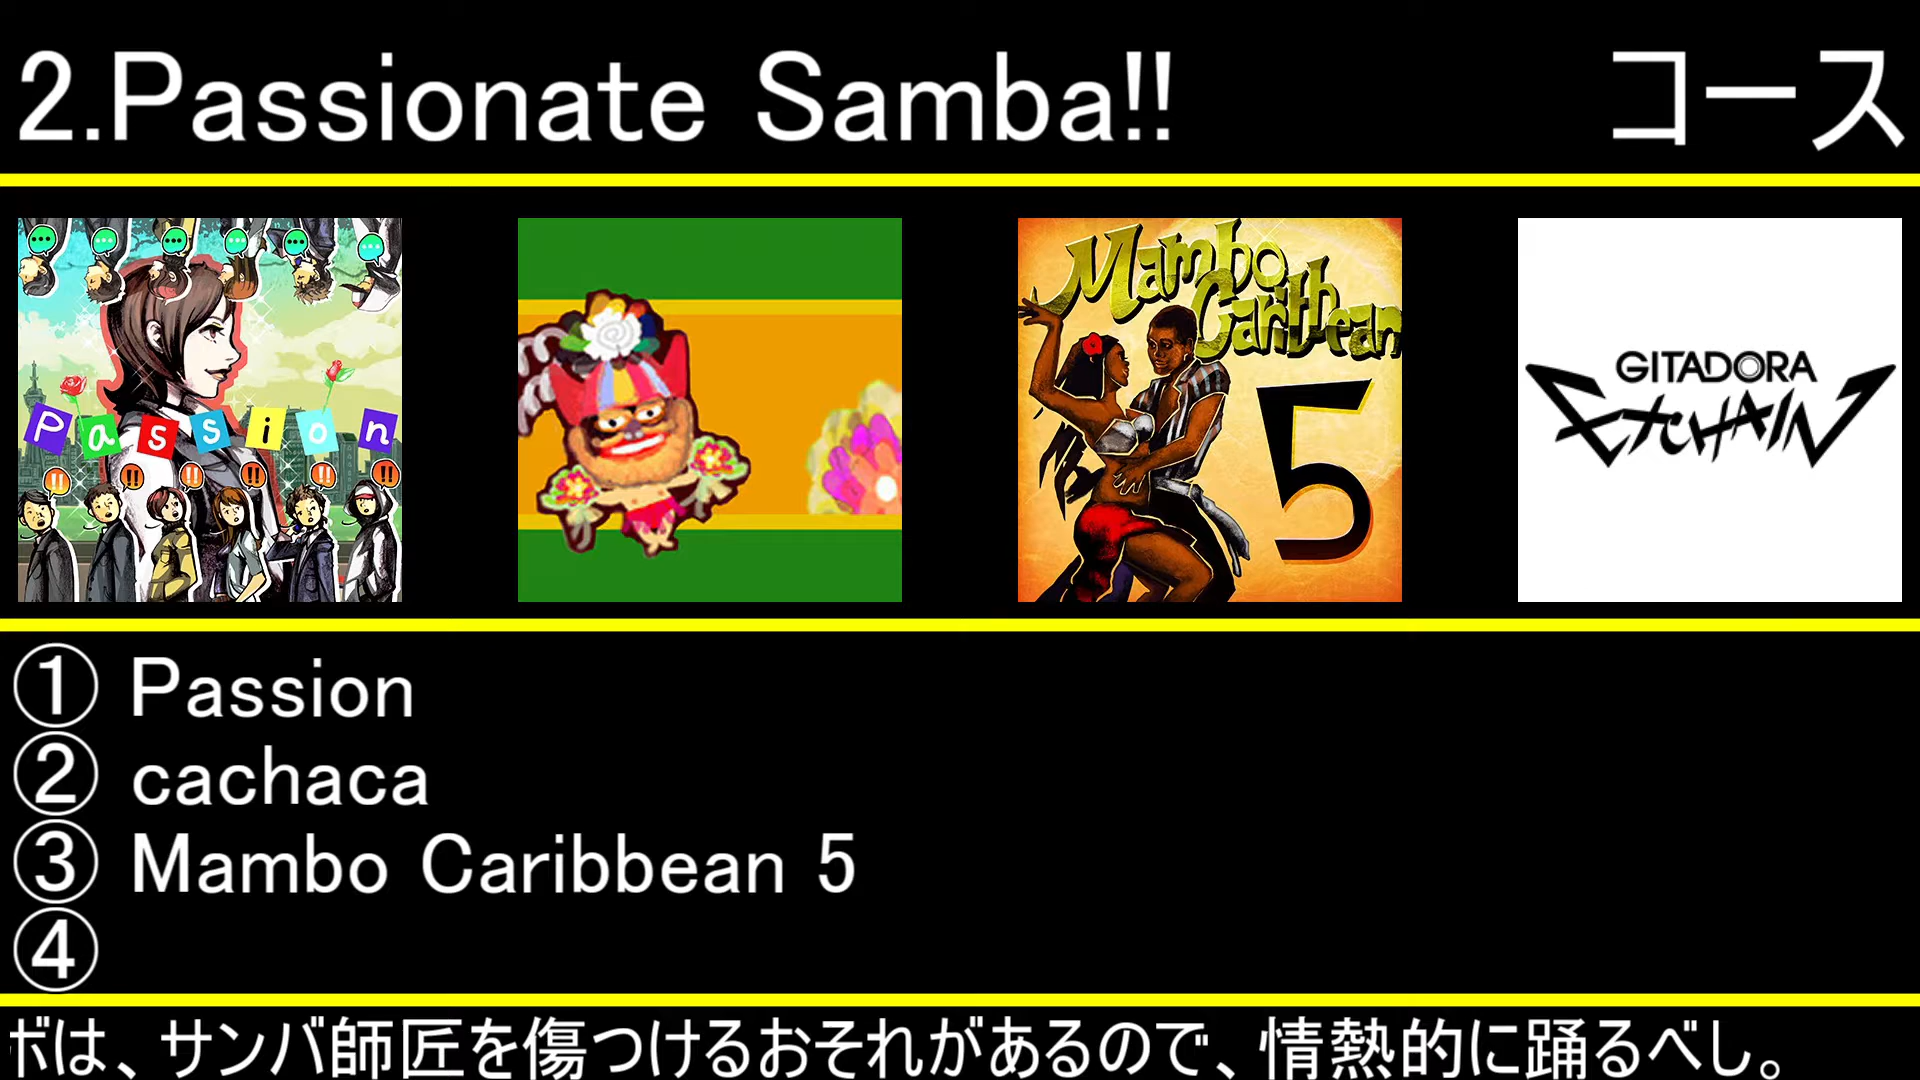 2.Passionate Samba!! コース
Passion
Mambo
Caribbean
5
GITADORA
EXCHAIN
① Passion
② cachaca
③ Mambo Caribbean 5
④
ボは、サンバ師匠を傷つけるおそれがあるので、情熱的に踊るべし。